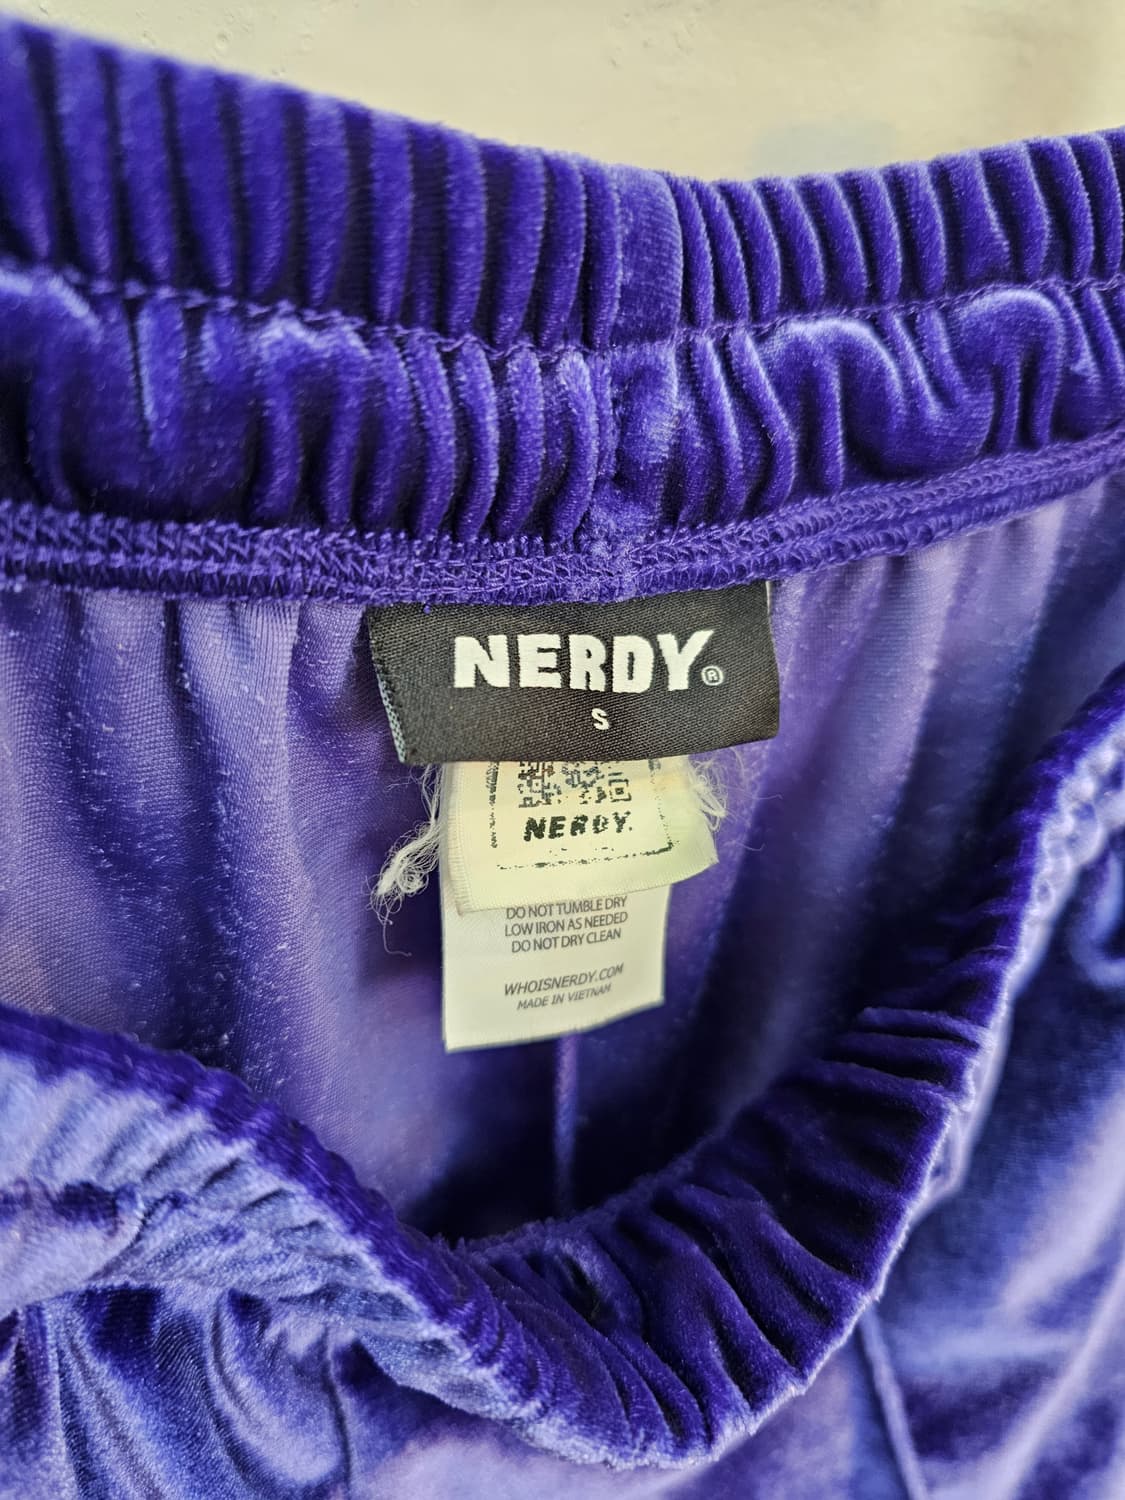 NERDY®
S
NERDY.
DO NOT TUMBLE DRY
LOW IRON AS NEEDED
DO NOT DRY CLEAN
WHOISNERDY.COM
MADE IN VIETNAM